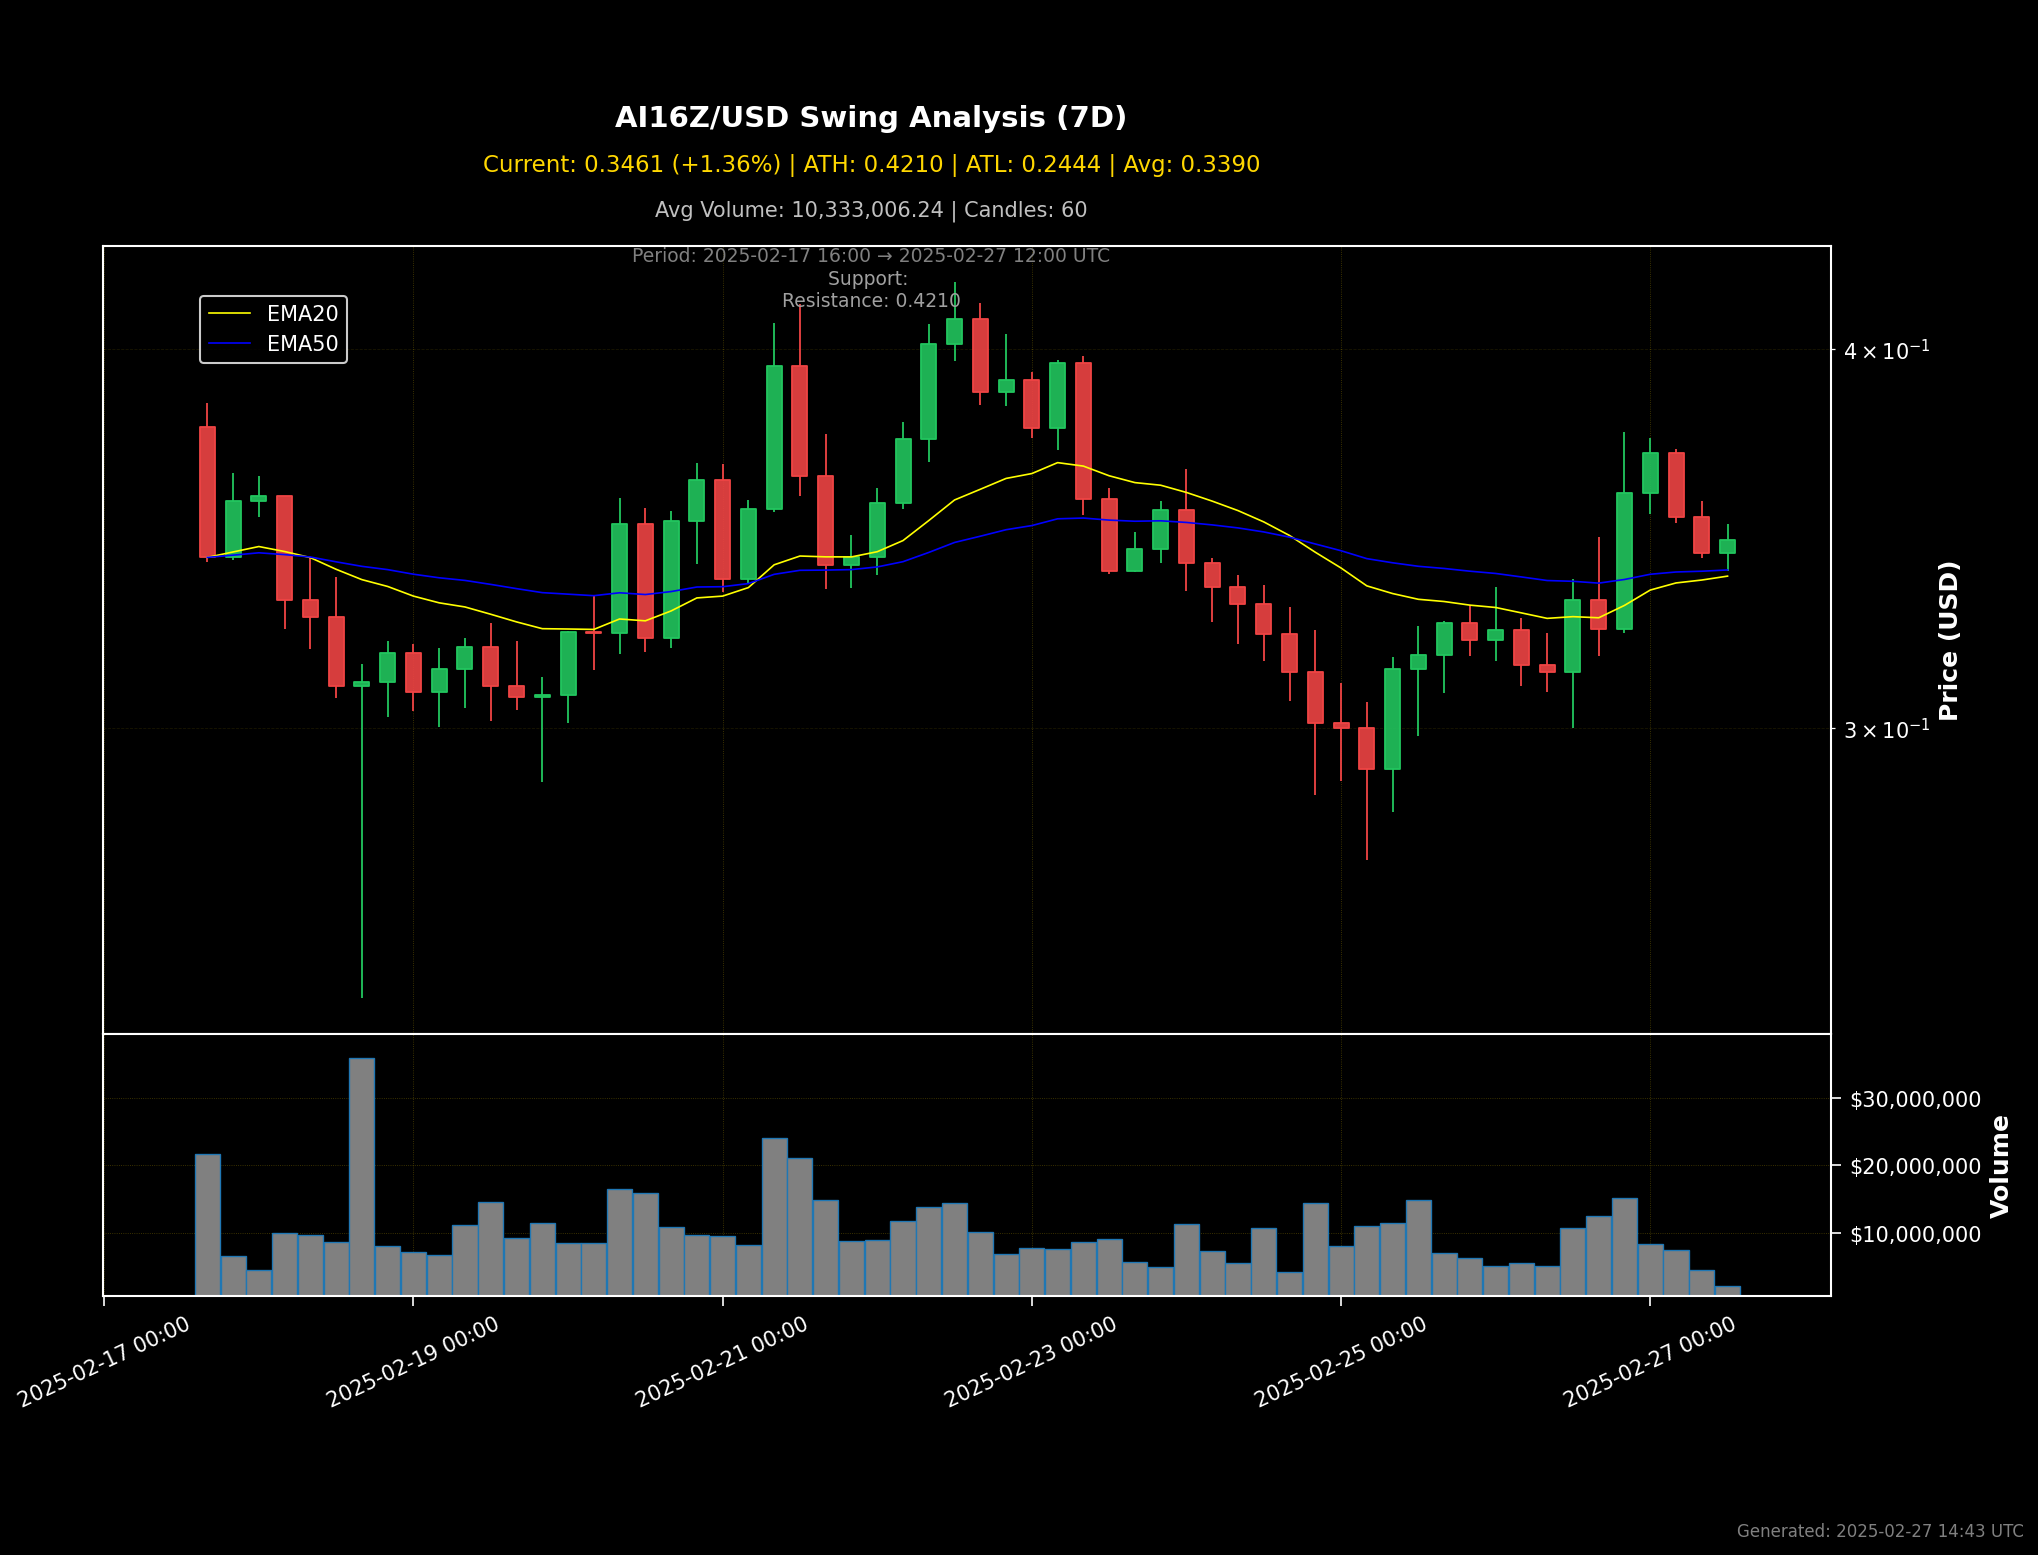 AI16Z/USD Swing Analysis (7D)
Current: 0.3461 (+1.36%) | ATH: 0.4210 | ATL: 0.2444 | Avg: 0.3390
Avg Volume: 10,333,006.24 | Candles: 60
Period: 2025-02-17 16:00 → 2025-02-27 12:00 UTC
Support:
Resistance: 0.4210
EMA20
EMA50
4 × 10⁻¹
3 × 10⁻¹
Price (USD)
$30,000,000
$20,000,000
$10,000,000
Volume
2025-02-17 00:00
2025-02-19 00:00
2025-02-21 00:00
2025-02-23 00:00
2025-02-25 00:00
2025-02-27 00:00
Generated: 2025-02-27 14:43 UTC